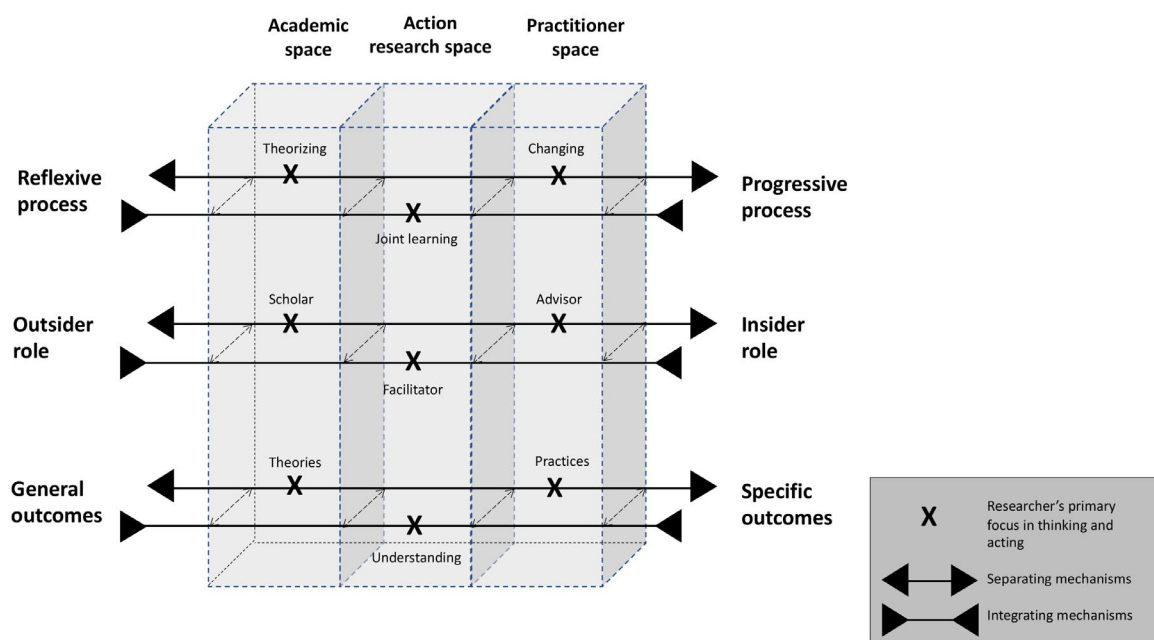 Academic
space
Action
research space
Practitioner
space
Theorizing
Changing
X
X
Reflexive
process
Progressive
process
X
Joint learning
Scholar
Advisor
X
X
Outsider
role
Insider
role
X
Facilitator
Theories
Practices
X
X
General
outcomes
Specific
outcomes
X
Understanding
X
Researcher's primary
focus in thinking and
acting
Separating mechanisms
Integrating mechanisms